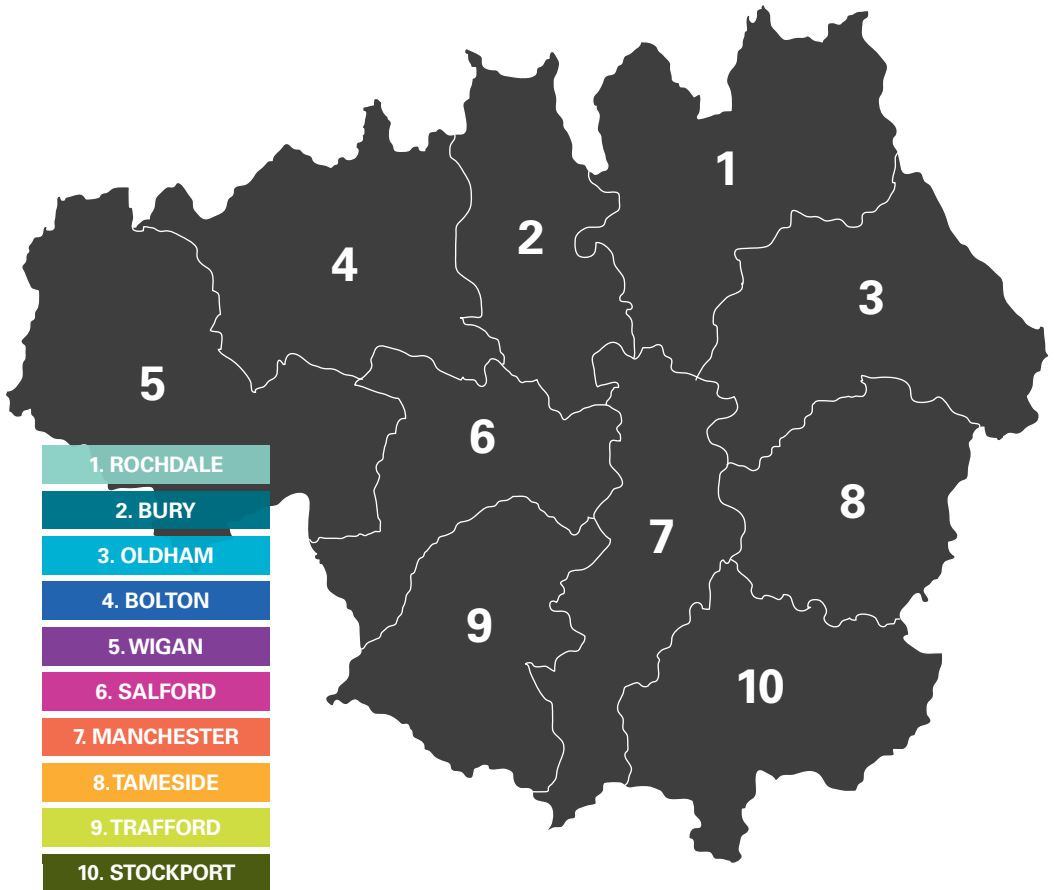 1
2
3
4
5
6
7
8
9
10
1. ROCHDALE
2. BURY
3. OLDHAM
4. BOLTON
5. WIGAN
6. SALFORD
7. MANCHESTER
8. TAMESIDE
9. TRAFFORD
10. STOCKPORT